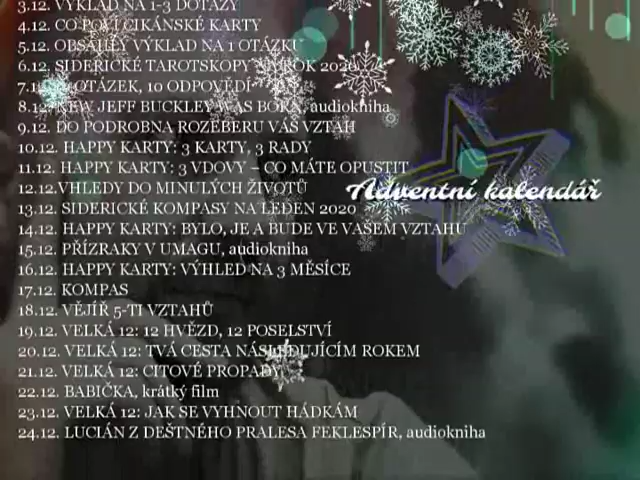 3.12. VÝKLAD NA 1-3 DOTAZY
4.12. CO POVÍ CIKÁNSKÉ KARTY
5.12. OBSÁHLÝ VÝKLAD NA 1 OTÁZKU
6.12. SIDERICKÉ TAROTSKOPY NA ROK 2020
OTÁZEK, 10 ODPOVĚDÍ
8.12. NEW JEFF BUCKLEY WAS BORN, audiokniha
9.12. DO PODROBNA ROZEBERU VÁŠ VZTAH
10.12. HAPPY KARTY: 3 KARTY, 3 RADY
11.12. HAPPY KARTY: 3 VDOVY – CO MÁTE OPUSTIT
12.12.VHLEDY DO MINULÝCH ŽIVOTŮ
Adventní kalendář
13.12. SIDERICKÉ KOMPASY NA LEDEN 2020
14.12. HAPPY KARTY: BYLO, JE A BUDE VE VAŠEM VZTAHU
15.12. PŘÍZRAKY V UMAGU, audiokniha
16.12. HAPPY KARTY: VÝHLED NA 3 MĚSÍCE
17.12. KOMPAS
18.12. VĚJÍŘ 5-TI VZTAHŮ
19.12. VELKÁ 12: 12 HVĚZD, 12 POSELSTVÍ
20.12. VELKÁ 12: TVÁ CESTA NÁSLEDUJÍCÍM ROKEM
21.12. VELKÁ 12: CITOVÉ PROPADY
22.12. BABIČKA, krátký film
23.12. VELKÁ 12: JAK SE VYHNOUT HÁDKÁM
24.12. LUCIÁN Z DEŠTNÉHO PRALESA FEKLESPÍR, audiokniha